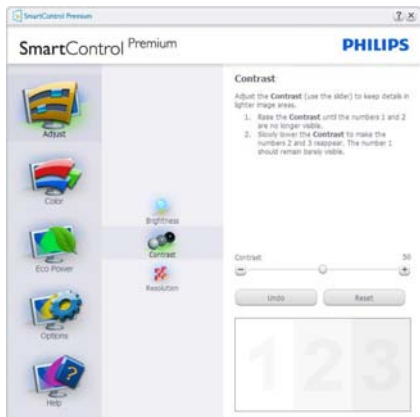 SmartControl Premium
? x
SmartControl Premium
PHILIPS
Adjust
Color
Eco Power
Options
Help
Brightness
Contrast
Resolution
Contrast
Adjust the Contrast (use the slider) to keep details in
lighter image areas.
1. Raise the Contrast until the numbers 1 and 2
are no longer visible.
2. Slowly lower the Contrast to make the
numbers 2 and 3 reappear. The number 1
should remain barely visible.
Contrast
50
Undo
Reset
1 2 3